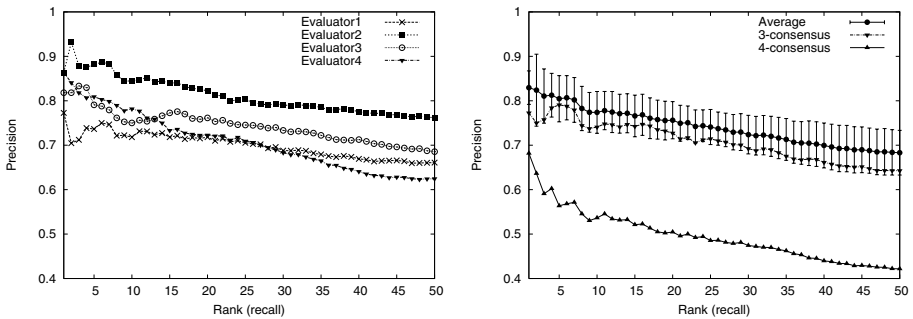 1
0.9
0.8
0.7
0.6
0.5
0.4
Precision
5 10 15 20 25 30 35 40 45 50
Rank (recall)
Evaluator1
Evaluator2
Evaluator3
Evaluator4
1
0.9
0.8
0.7
0.6
0.5
0.4
Precision
5 10 15 20 25 30 35 40 45 50
Rank (recall)
Average
3-consensus
4-consensus